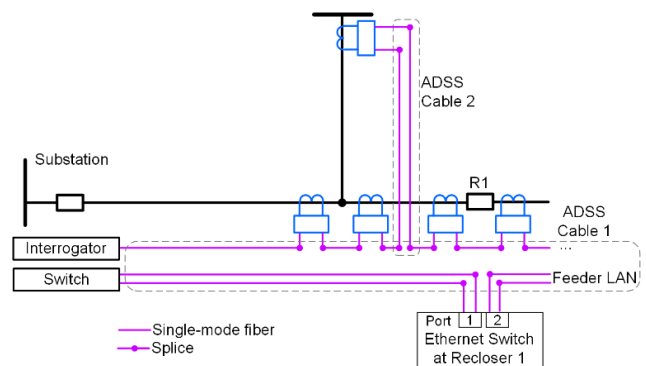 ADSS
Cable 2
Substation
R1
ADSS
Cable 1
Interrogator
...
Switch
Feeder LAN
Single-mode fiber
Splice
Port 1 2
Ethernet Switch
at Recloser 1